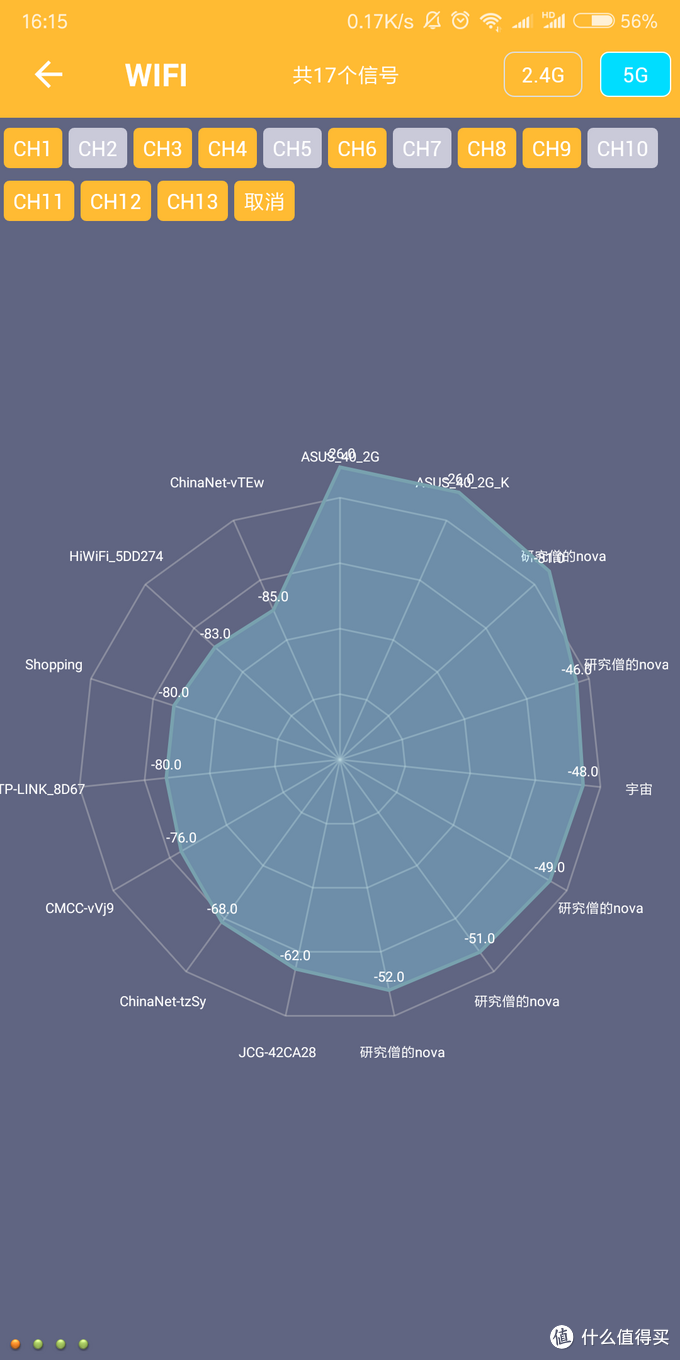 16:15 0.17K/s HD 56%
WIFI 共17个信号 2.4G 5G
CH1 CH2 CH3 CH4 CH5 CH6 CH7 CH8 CH9 CH10
CH11 CH12 CH13 取消
-26.0
ASUS_40_2G
ChinaNet-vTEw
-26.0
ASUS_40_2G_K
HiWiFi_5DD274
研究僧的nova
-85.0
-83.0
Shopping
-46.0
研究僧的nova
-80.0
-80.0
-48.0
TP-LINK_8D67
宇宙
-76.0
-49.0
CMCC-vVj9
-68.0
研究僧的nova
-51.0
-62.0
-52.0
ChinaNet-tzSy
研究僧的nova
JCG-42CA28
研究僧的nova
值 什么值得买